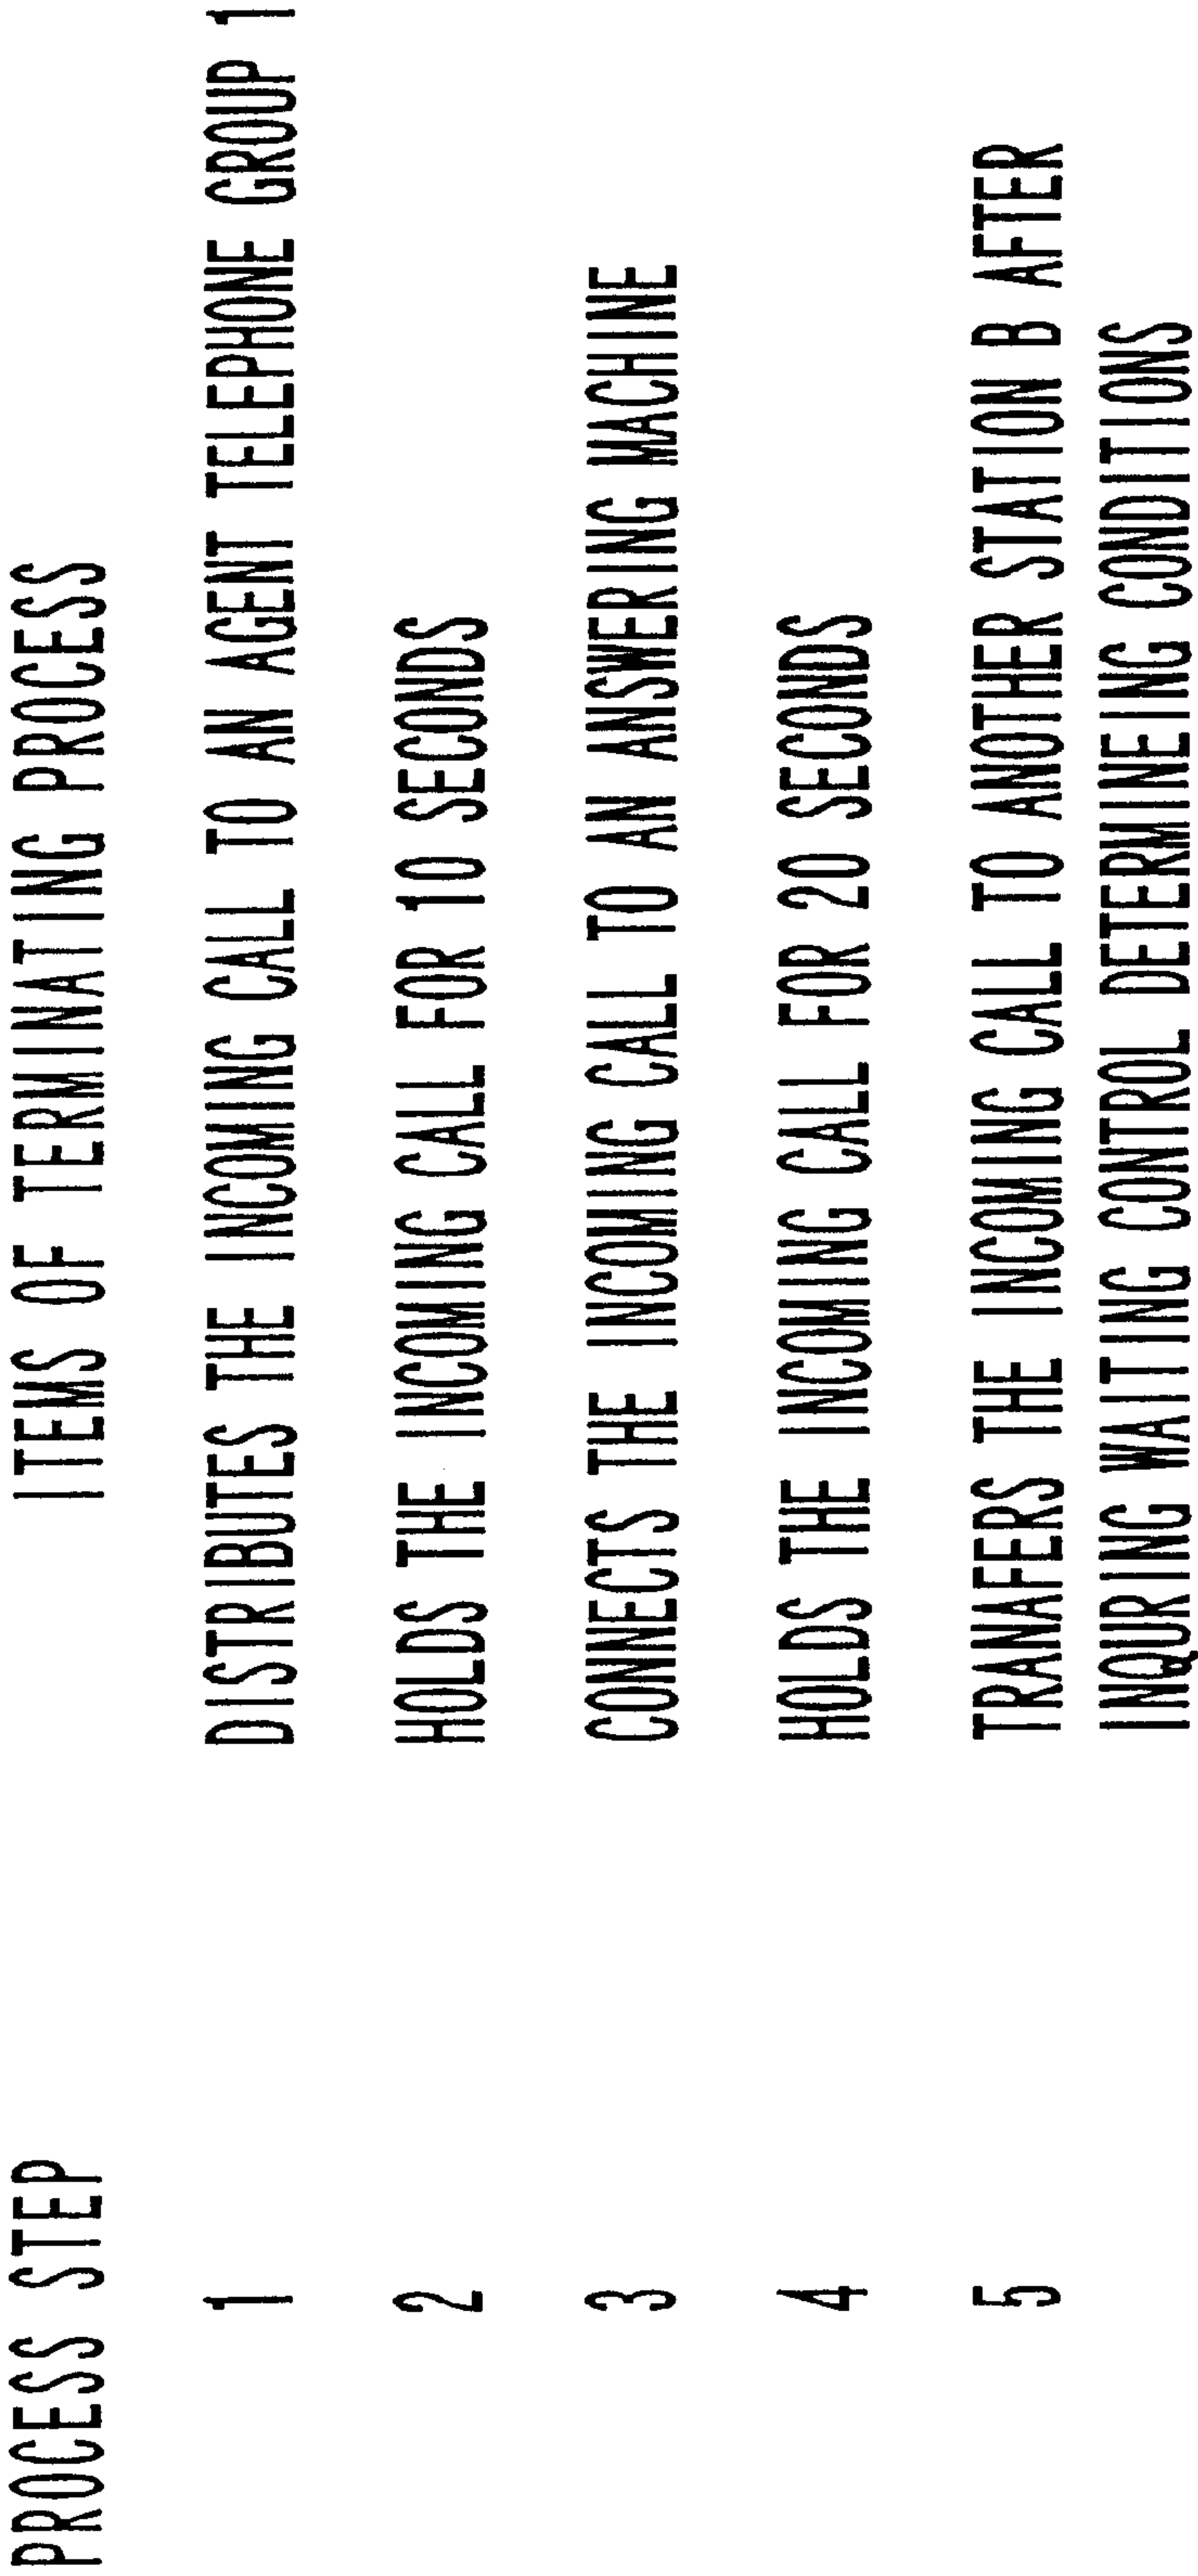 PROCESS STEP ITEMS OF TERMINATING PROCESS
1 DISTRIBUTES THE INCOMING CALL TO AN AGENT TELEPHONE GROUP 1
2 HOLDS THE INCOMING CALL FOR 10 SECONDS
3 CONNECTS THE INCOMING CALL TO AN ANSWERING MACHINE
4 HOLDS THE INCOMING CALL FOR 20 SECONDS
5 TRANAFERS THE INCOMING CALL TO ANOTHER STATION B AFTER
INQURING WAITING CONTROL DETERMINEING CONDITIONS